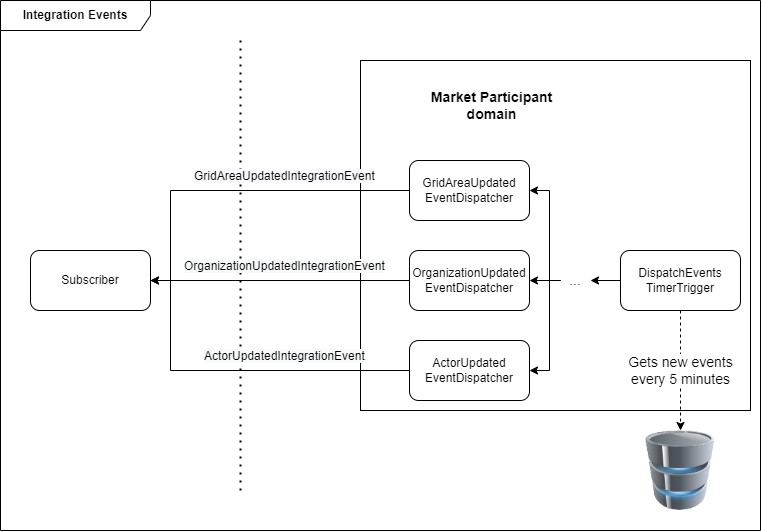 Integration Events
Market Participant
domain
GridAreaUpdatedIntegrationEvent
GridAreaUpdated
EventDispatcher
Subscriber
OrganizationUpdatedIntegrationEvent
OrganizationUpdated
EventDispatcher
...
DispatchEvents
TimerTrigger
ActorUpdatedIntegrationEvent
ActorUpdated
EventDispatcher
Gets new events
every 5 minutes